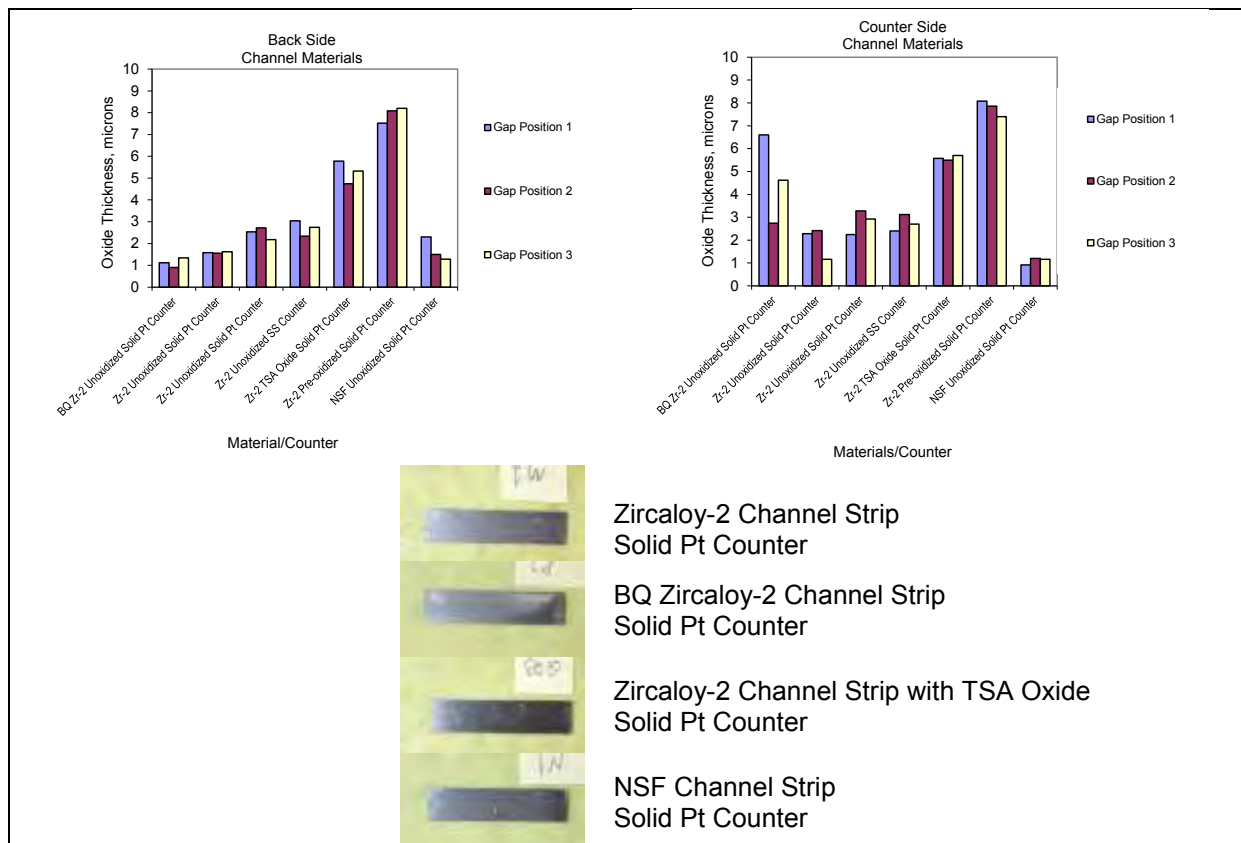 Back Side
Channel Materials
10
9
8
7
6
5
4
3
2
1
0
Oxide Thickness, microns
BQ Zr-2 Unoxidized Solid Pt Counter
Zr-2 Unoxidized Solid Pt Counter
Zr-2 Unoxidized Solid Pt Counter
Zr-2 Unoxidized SS Counter
Zr-2 TSA Oxide Solid Pt Counter
Zr-2 Pre-oxidized Solid Pt Counter
NSF Unoxidized Solid Pt Counter
Material/Counter
Gap Position 1
Gap Position 2
Gap Position 3
Counter Side
Channel Materials
10
9
8
7
6
5
4
3
2
1
0
Oxide Thickness, microns
BQ Zr-2 Unoxidized Solid Pt Counter
Zr-2 Unoxidized Solid Pt Counter
Zr-2 Unoxidized Solid Pt Counter
Zr-2 Unoxidized SS Counter
Zr-2 TSA Oxide Solid Pt Counter
Zr-2 Pre-oxidized Solid Pt Counter
NSF Unoxidized Solid Pt Counter
Materials/Counter
Gap Position 1
Gap Position 2
Gap Position 3
Zircaloy-2 Channel Strip
Solid Pt Counter
BQ Zircaloy-2 Channel Strip
Solid Pt Counter
Zircaloy-2 Channel Strip with TSA Oxide
Solid Pt Counter
NSF Channel Strip
Solid Pt Counter